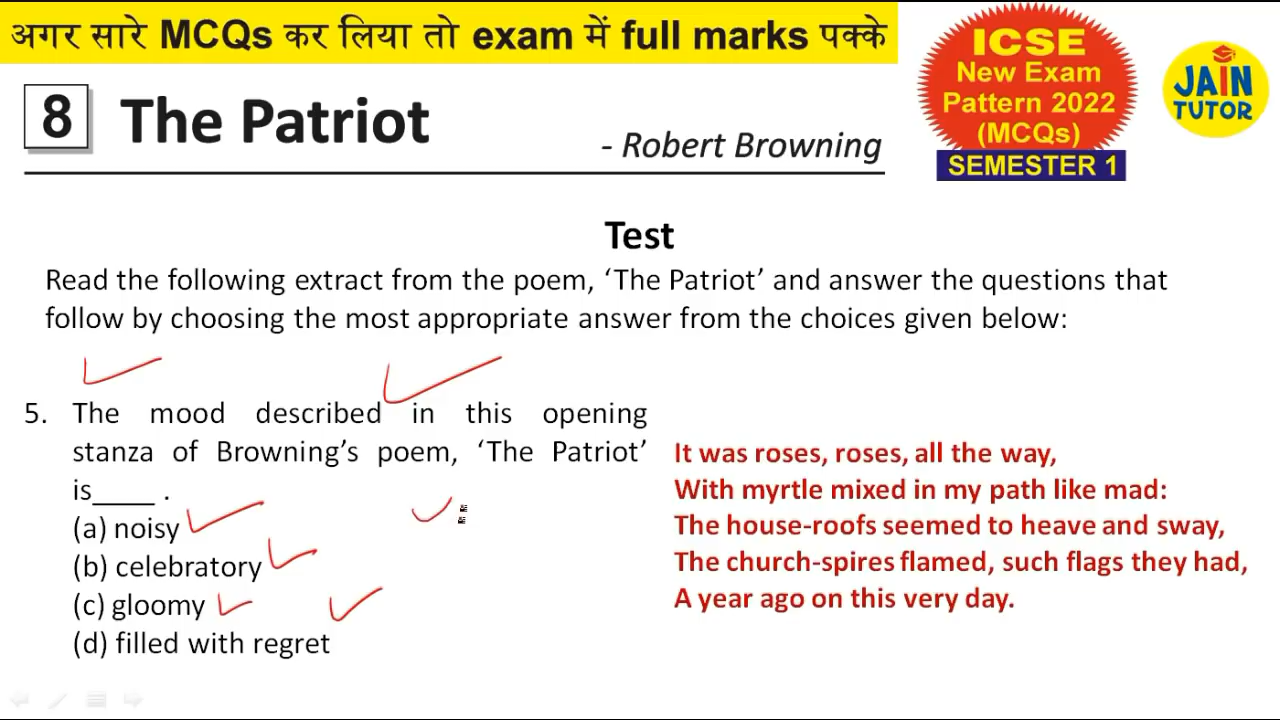 अगर सारे MCQs कर लिया तो exam में full marks पक्के
ICSE
New Exam
Pattern 2022
(MCQs)
SEMESTER 1
JAIN
TUTOR
8 The Patriot
- Robert Browning
Test
Read the following extract from the poem, ‘The Patriot’ and answer the questions that
follow by choosing the most appropriate answer from the choices given below:
5. The mood described in this opening
stanza of Browning’s poem, ‘The Patriot’
is____ .
(a) noisy
(b) celebratory
(c) gloomy
(d) filled with regret
It was roses, roses, all the way,
With myrtle mixed in my path like mad:
The house-roofs seemed to heave and sway,
The church-spires flamed, such flags they had,
A year ago on this very day.